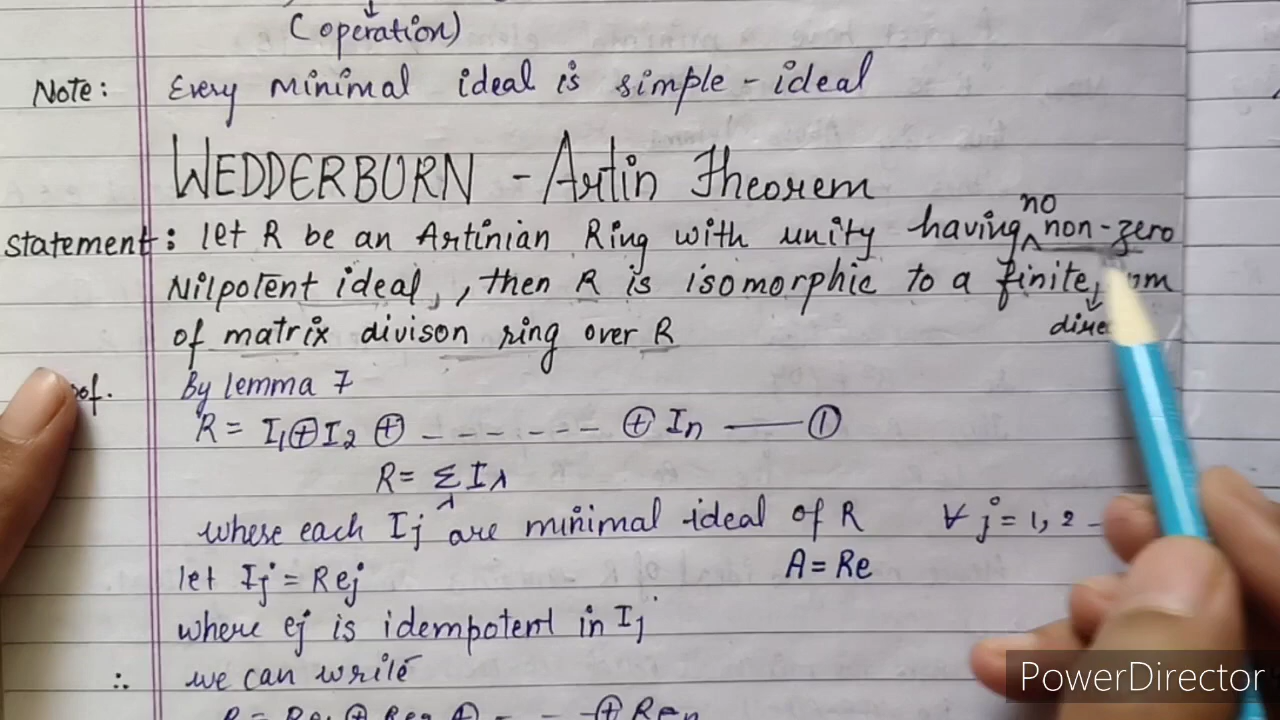 (operation)
Note: Every minimal ideal is simple-ideal
WEDDERBURN - Artin Theorem
statement: let R be an Artinian Ring with unity having no non-zero
Nilpotent ideal, , then R is isomorphic to a finite
of matrix divison ring over R
By lemma 7
R = I₁⊕I₂ ⊕ - - - - - - - ⊕ In —— ①
R = Σ Iλ
λ
where each Ij are minimal ideal of R ∀ j = 1, 2 -
let Ij = Rej A = Re
where ej is idempotent in Ij
∴ we can write
PowerDirector